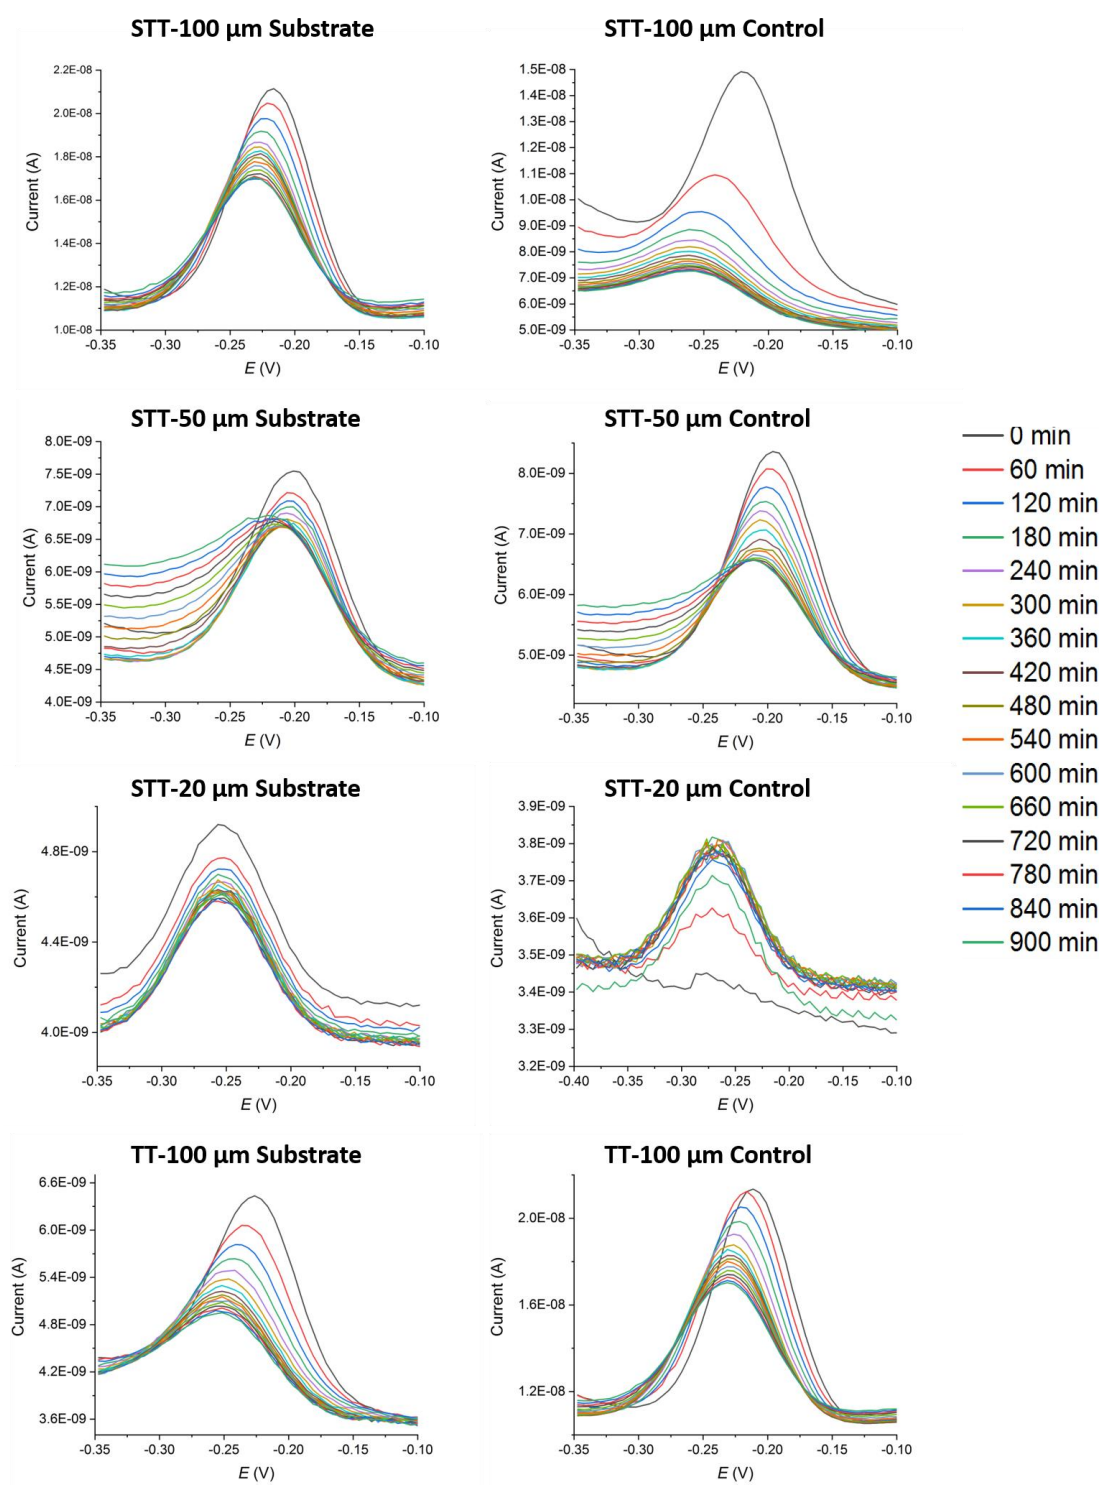 STT-100 µm Substrate
2.2E-08
2.0E-08
1.8E-08
1.6E-08
1.4E-08
1.2E-08
1.0E-08
Current (A)
-0.35 -0.30 -0.25 -0.20 -0.15 -0.10
E (V)
STT-100 µm Control
1.5E-08
1.4E-08
1.3E-08
1.2E-08
1.1E-08
1.0E-08
9.0E-09
8.0E-09
7.0E-09
6.0E-09
5.0E-09
Current (A)
-0.35 -0.30 -0.25 -0.20 -0.15 -0.10
E (V)
STT-50 µm Substrate
8.0E-09
7.5E-09
7.0E-09
6.5E-09
6.0E-09
5.5E-09
5.0E-09
4.5E-09
4.0E-09
Current (A)
-0.35 -0.30 -0.25 -0.20 -0.15 -0.10
E (V)
STT-50 µm Control
8.0E-09
7.0E-09
6.0E-09
5.0E-09
Current (A)
-0.35 -0.30 -0.25 -0.20 -0.15 -0.10
E (V)
0 min
60 min
120 min
180 min
240 min
300 min
360 min
420 min
480 min
540 min
600 min
660 min
720 min
780 min
840 min
900 min
STT-20 µm Substrate
4.8E-09
4.4E-09
4.0E-09
Current (A)
-0.35 -0.30 -0.25 -0.20 -0.15 -0.10
E (V)
STT-20 µm Control
3.9E-09
3.8E-09
3.7E-09
3.6E-09
3.5E-09
3.4E-09
3.3E-09
3.2E-09
Current (A)
-0.40 -0.35 -0.30 -0.25 -0.20 -0.15 -0.10
E (V)
TT-100 µm Substrate
6.6E-09
6.0E-09
5.4E-09
4.8E-09
4.2E-09
3.6E-09
Current (A)
-0.35 -0.30 -0.25 -0.20 -0.15 -0.10
E (V)
TT-100 µm Control
2.0E-08
1.6E-08
1.2E-08
Current (A)
-0.35 -0.30 -0.25 -0.20 -0.15 -0.10
E (V)